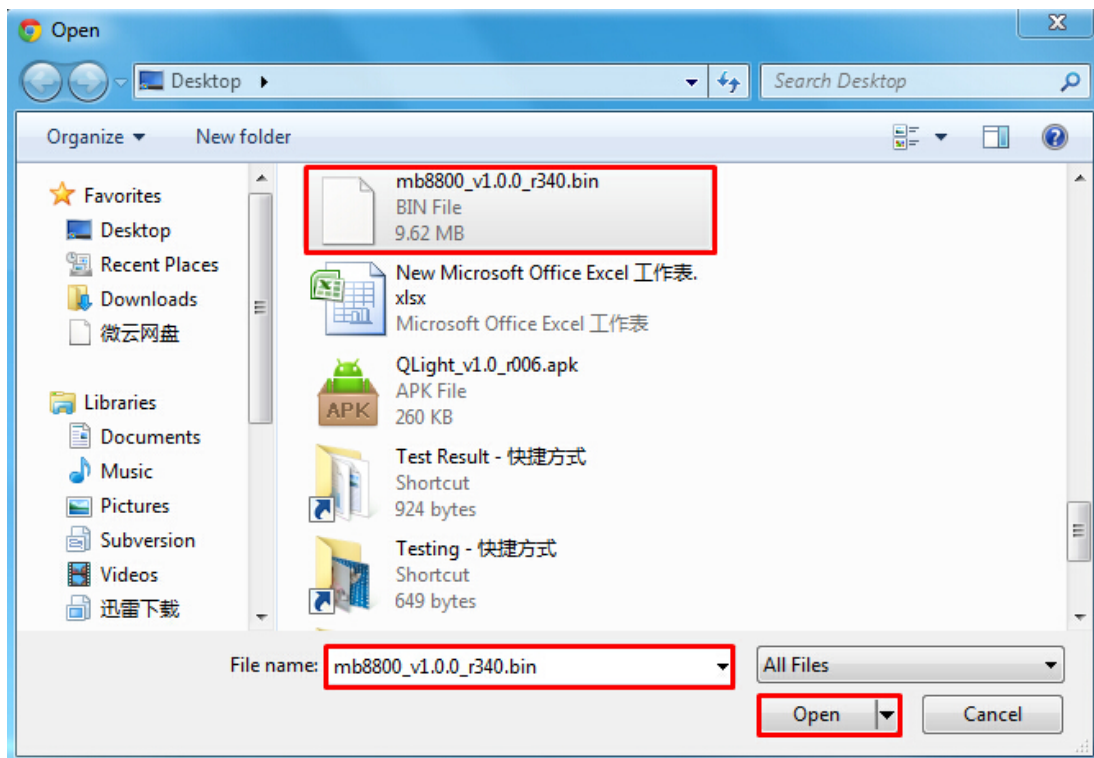 Open
Desktop
Search Desktop
Organize
New folder
Favorites
Desktop
Recent Places
Downloads
微云网盘
Libraries
Documents
Music
Pictures
Subversion
Videos
迅雷下载
mb8800_v1.0.0_r340.bin
BIN File
9.62 MB
New Microsoft Office Excel 工作表.
xlsx
Microsoft Office Excel 工作表
APK
QLight_v1.0_r006.apk
APK File
260 KB
Test Result - 快捷方式
Shortcut
924 bytes
Testing - 快捷方式
Shortcut
649 bytes
File name: mb8800_v1.0.0_r340.bin
All Files
Open
Cancel